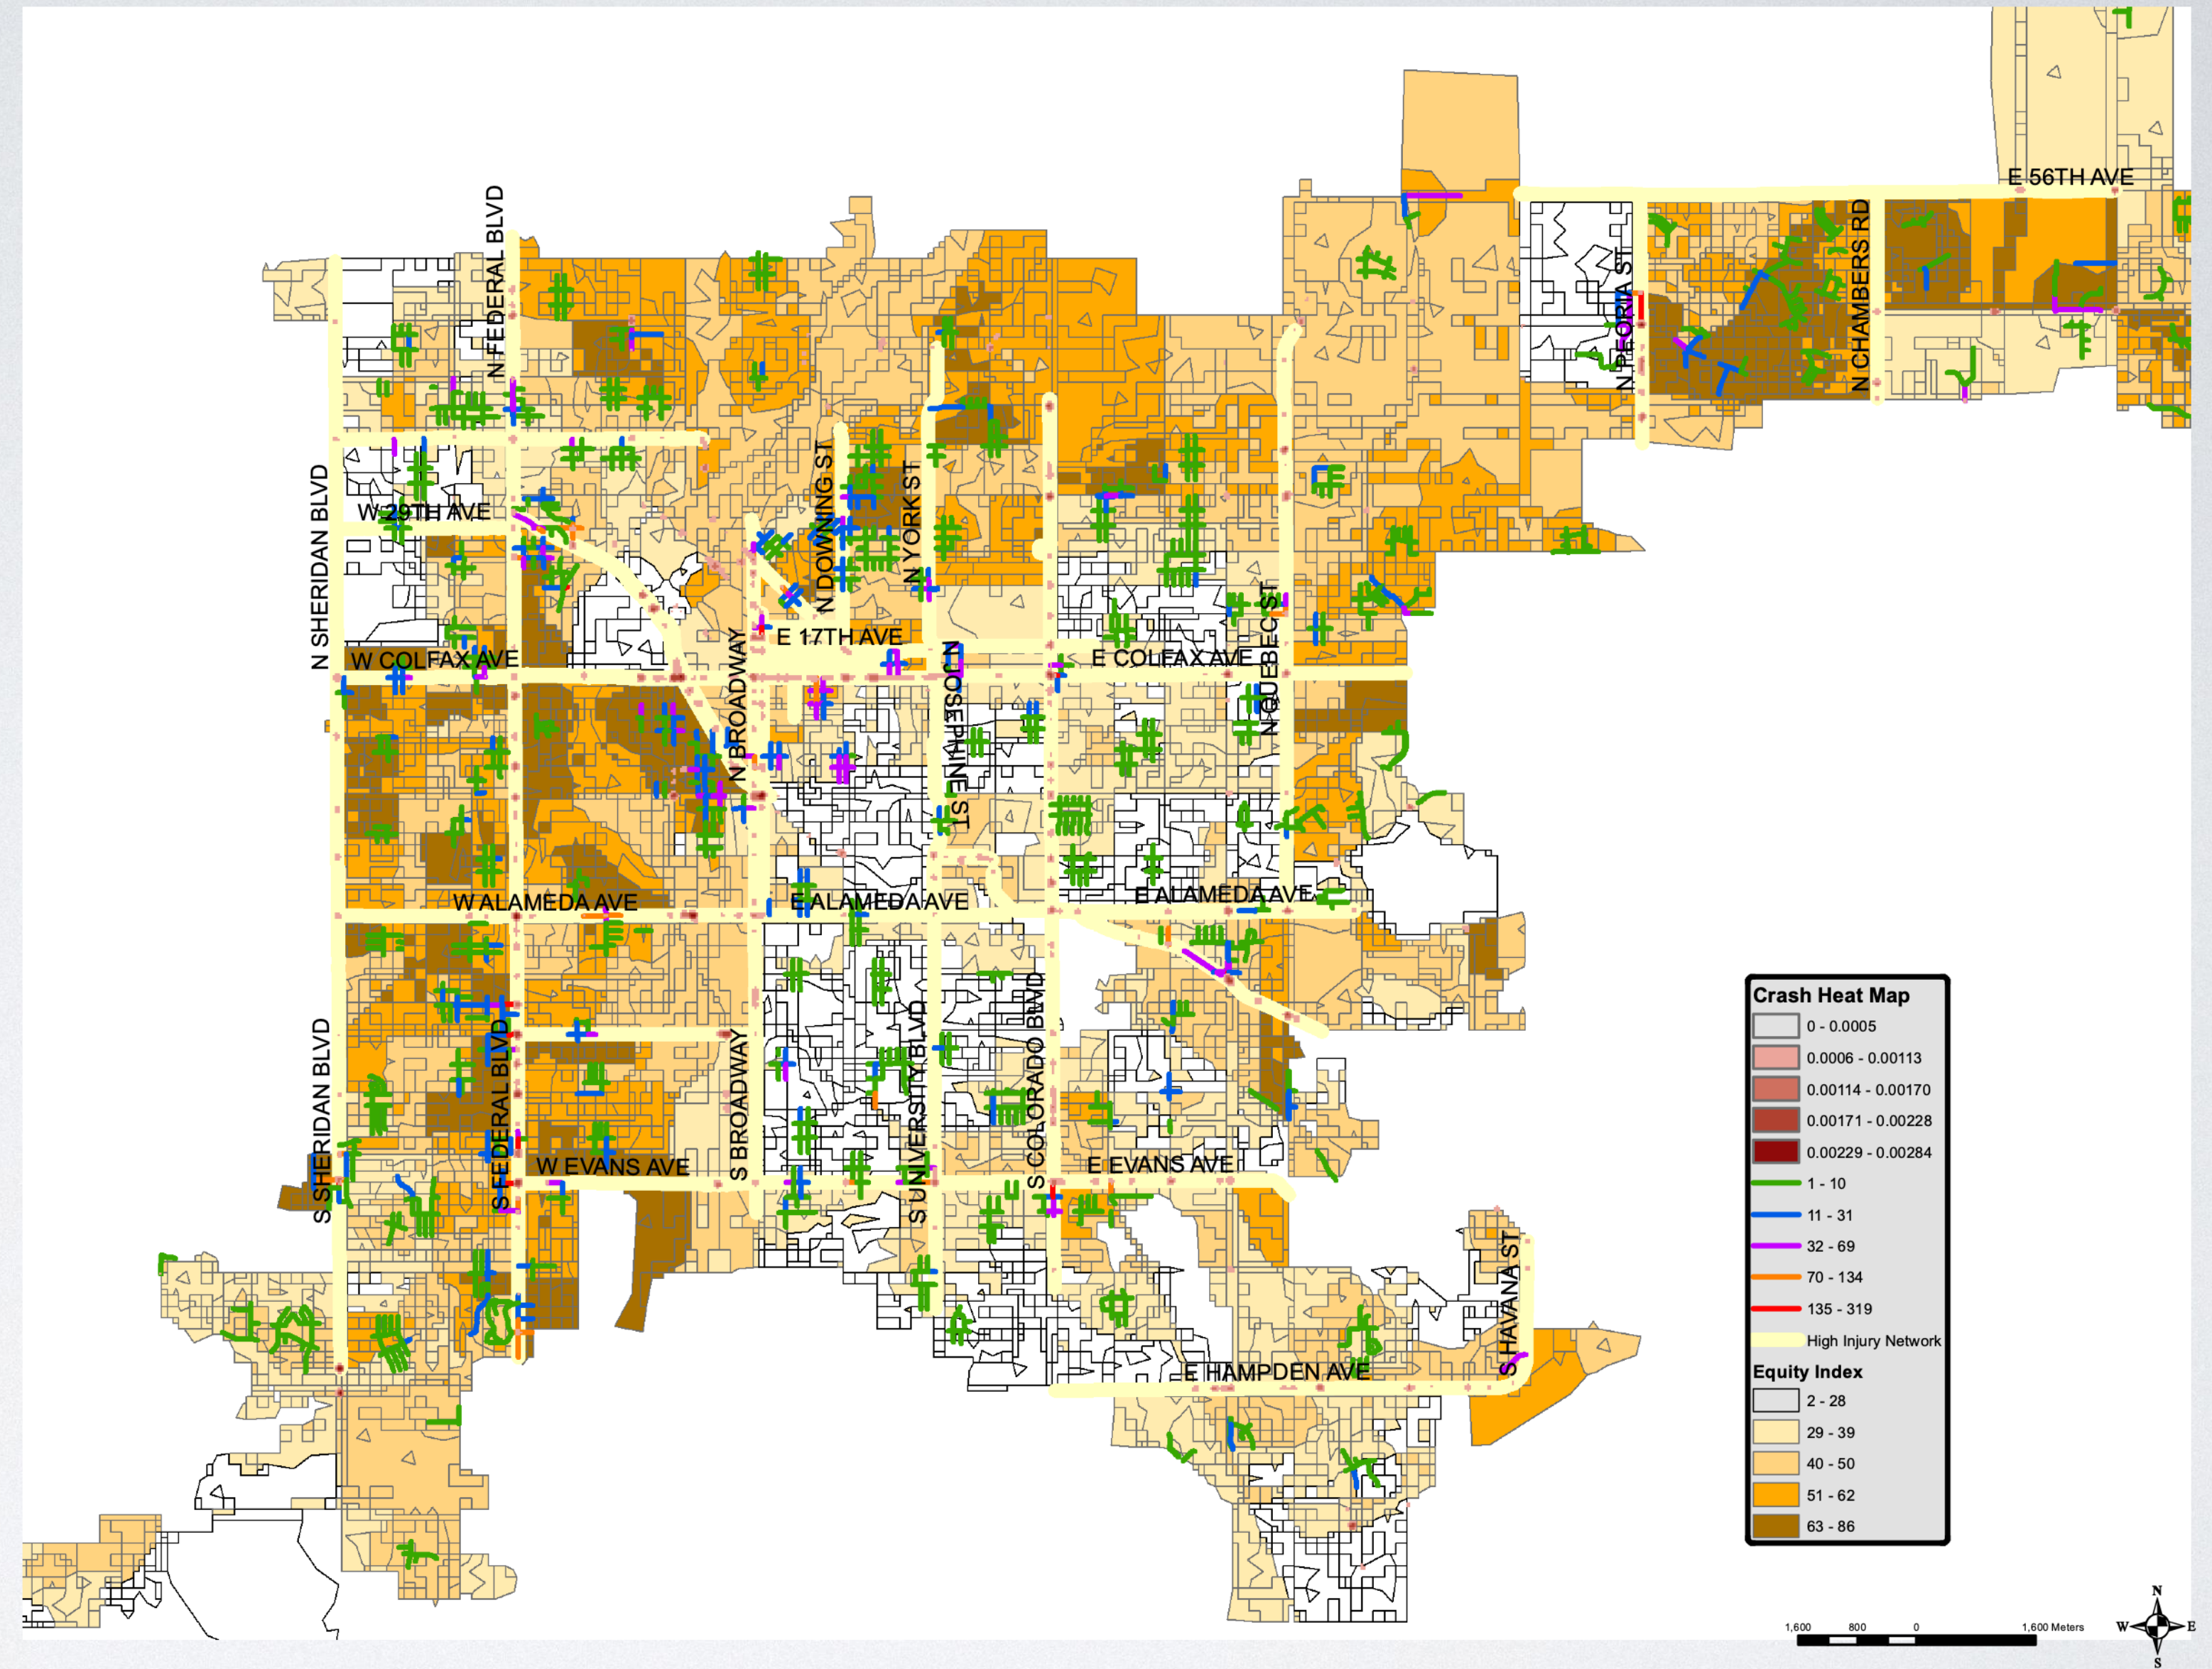 E 56TH AVE
N FEDERAL BLVD
N CHAMBERS RD
N PEORIA ST
N SHERIDAN BLVD
N DOWNING ST
N YORK ST
W 29TH AVE
N QUEBEC ST
E 17TH AVE
N BROADWAY
N JOSEPHINE ST
W COLFAX AVE
E COLFAX AVE
W ALAMEDA AVE
E ALAMEDA AVE
E ALAMEDA AVE
S SHERIDAN BLVD
S FEDERAL BLVD
S BROADWAY
S UNIVERSITY BLVD
S COLORADO BLVD
W EVANS AVE
E EVANS AVE
S HAVANA ST
E HAMPDEN AVE
Crash Heat Map
0 - 0.0005
0.0006 - 0.00113
0.00114 - 0.00170
0.00171 - 0.00228
0.00229 - 0.00284
1 - 10
11 - 31
32 - 69
70 - 134
135 - 319
High Injury Network
Equity Index
2 - 28
29 - 39
40 - 50
51 - 62
63 - 86
1,600 800 0 1,600 Meters
N
W E
S